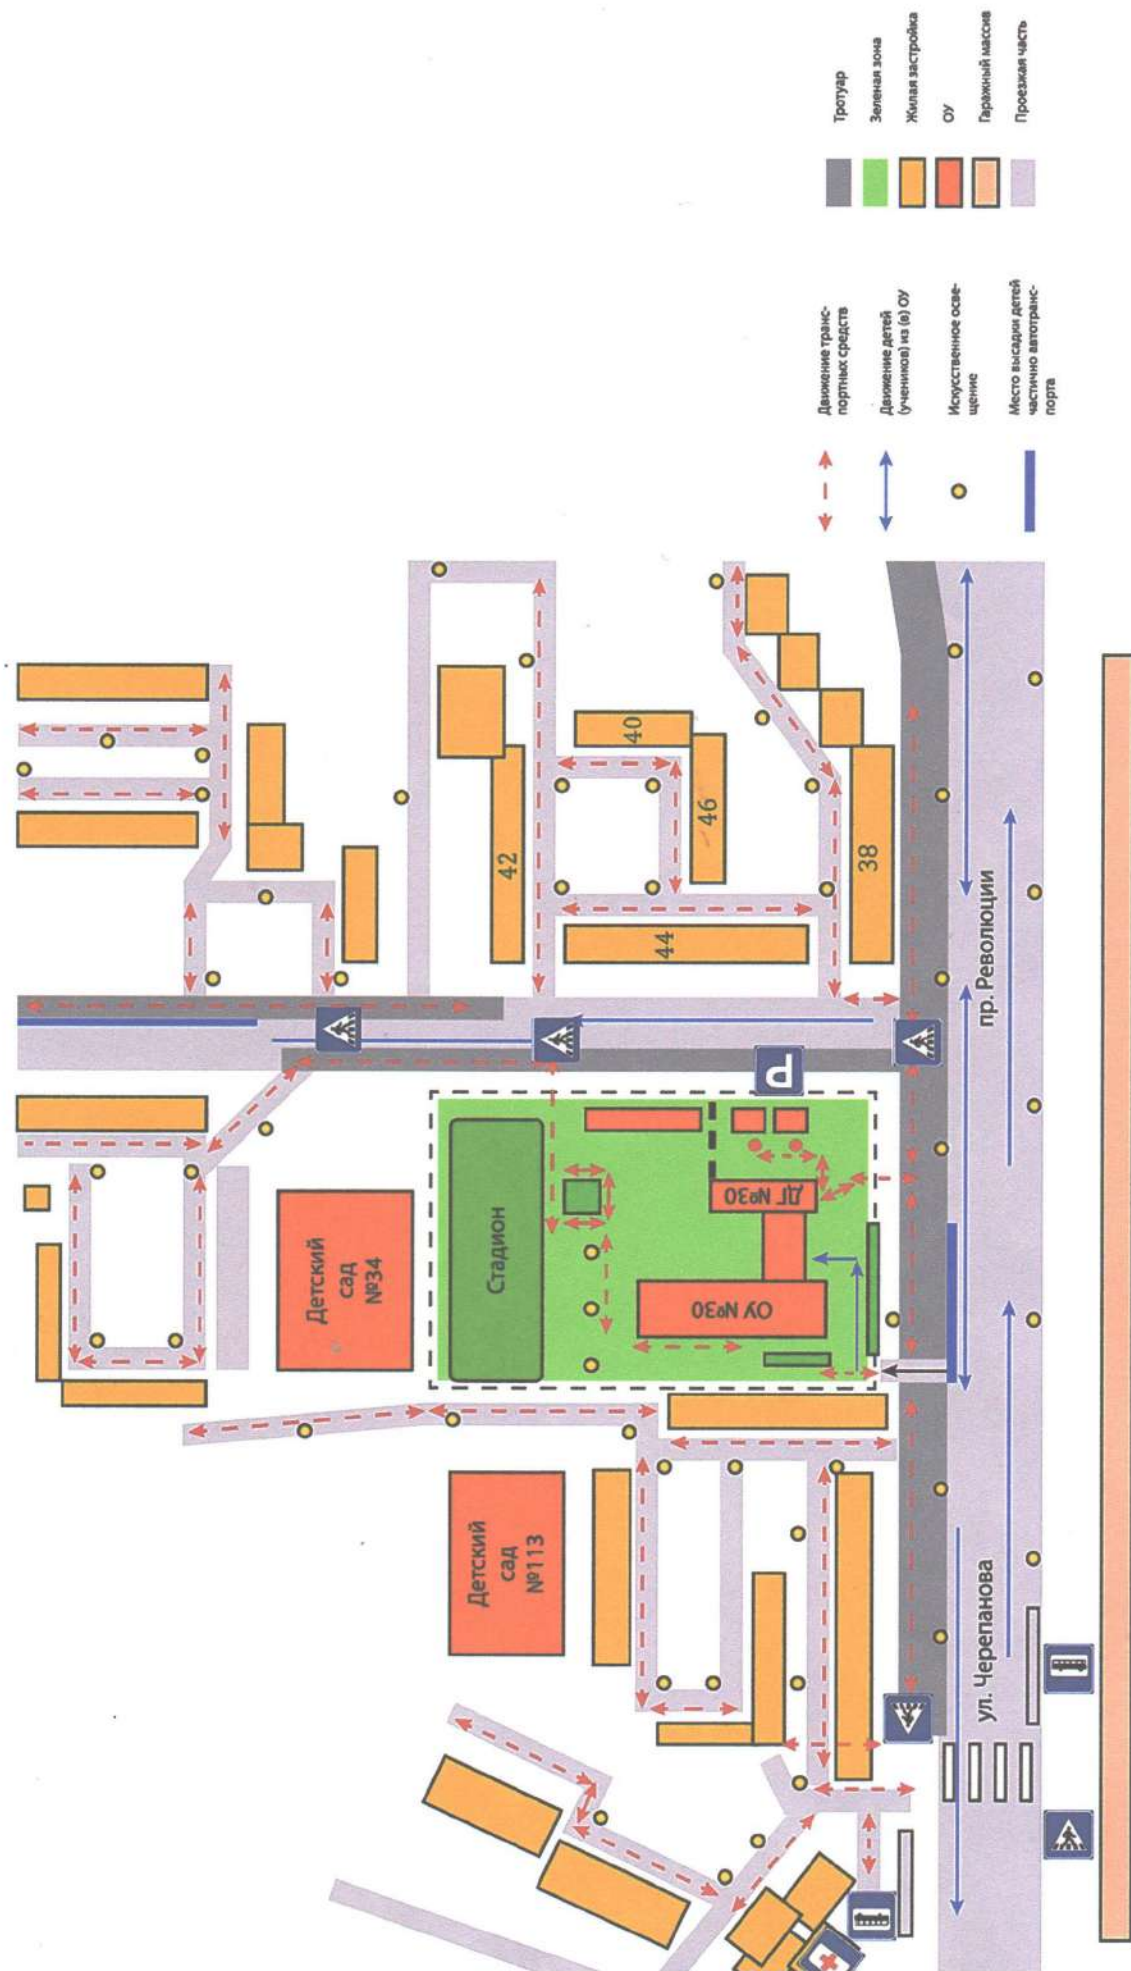 Тротуар
Зеленая зона
Жилая застройка
ОУ
Гаражный массив
Проезжая часть
Движение транс-
портных средств
Движение детей
(учеников) из (в) ОУ
Искусственное осве-
щение
Место высадки детей
частично автотранс-
порта
40
42
46
44
38
пр. Революции
P
Детский
сад
№34
Стадион
ДГ №30
ОУ №30
Детский
сад
№113
ул. Черепанова